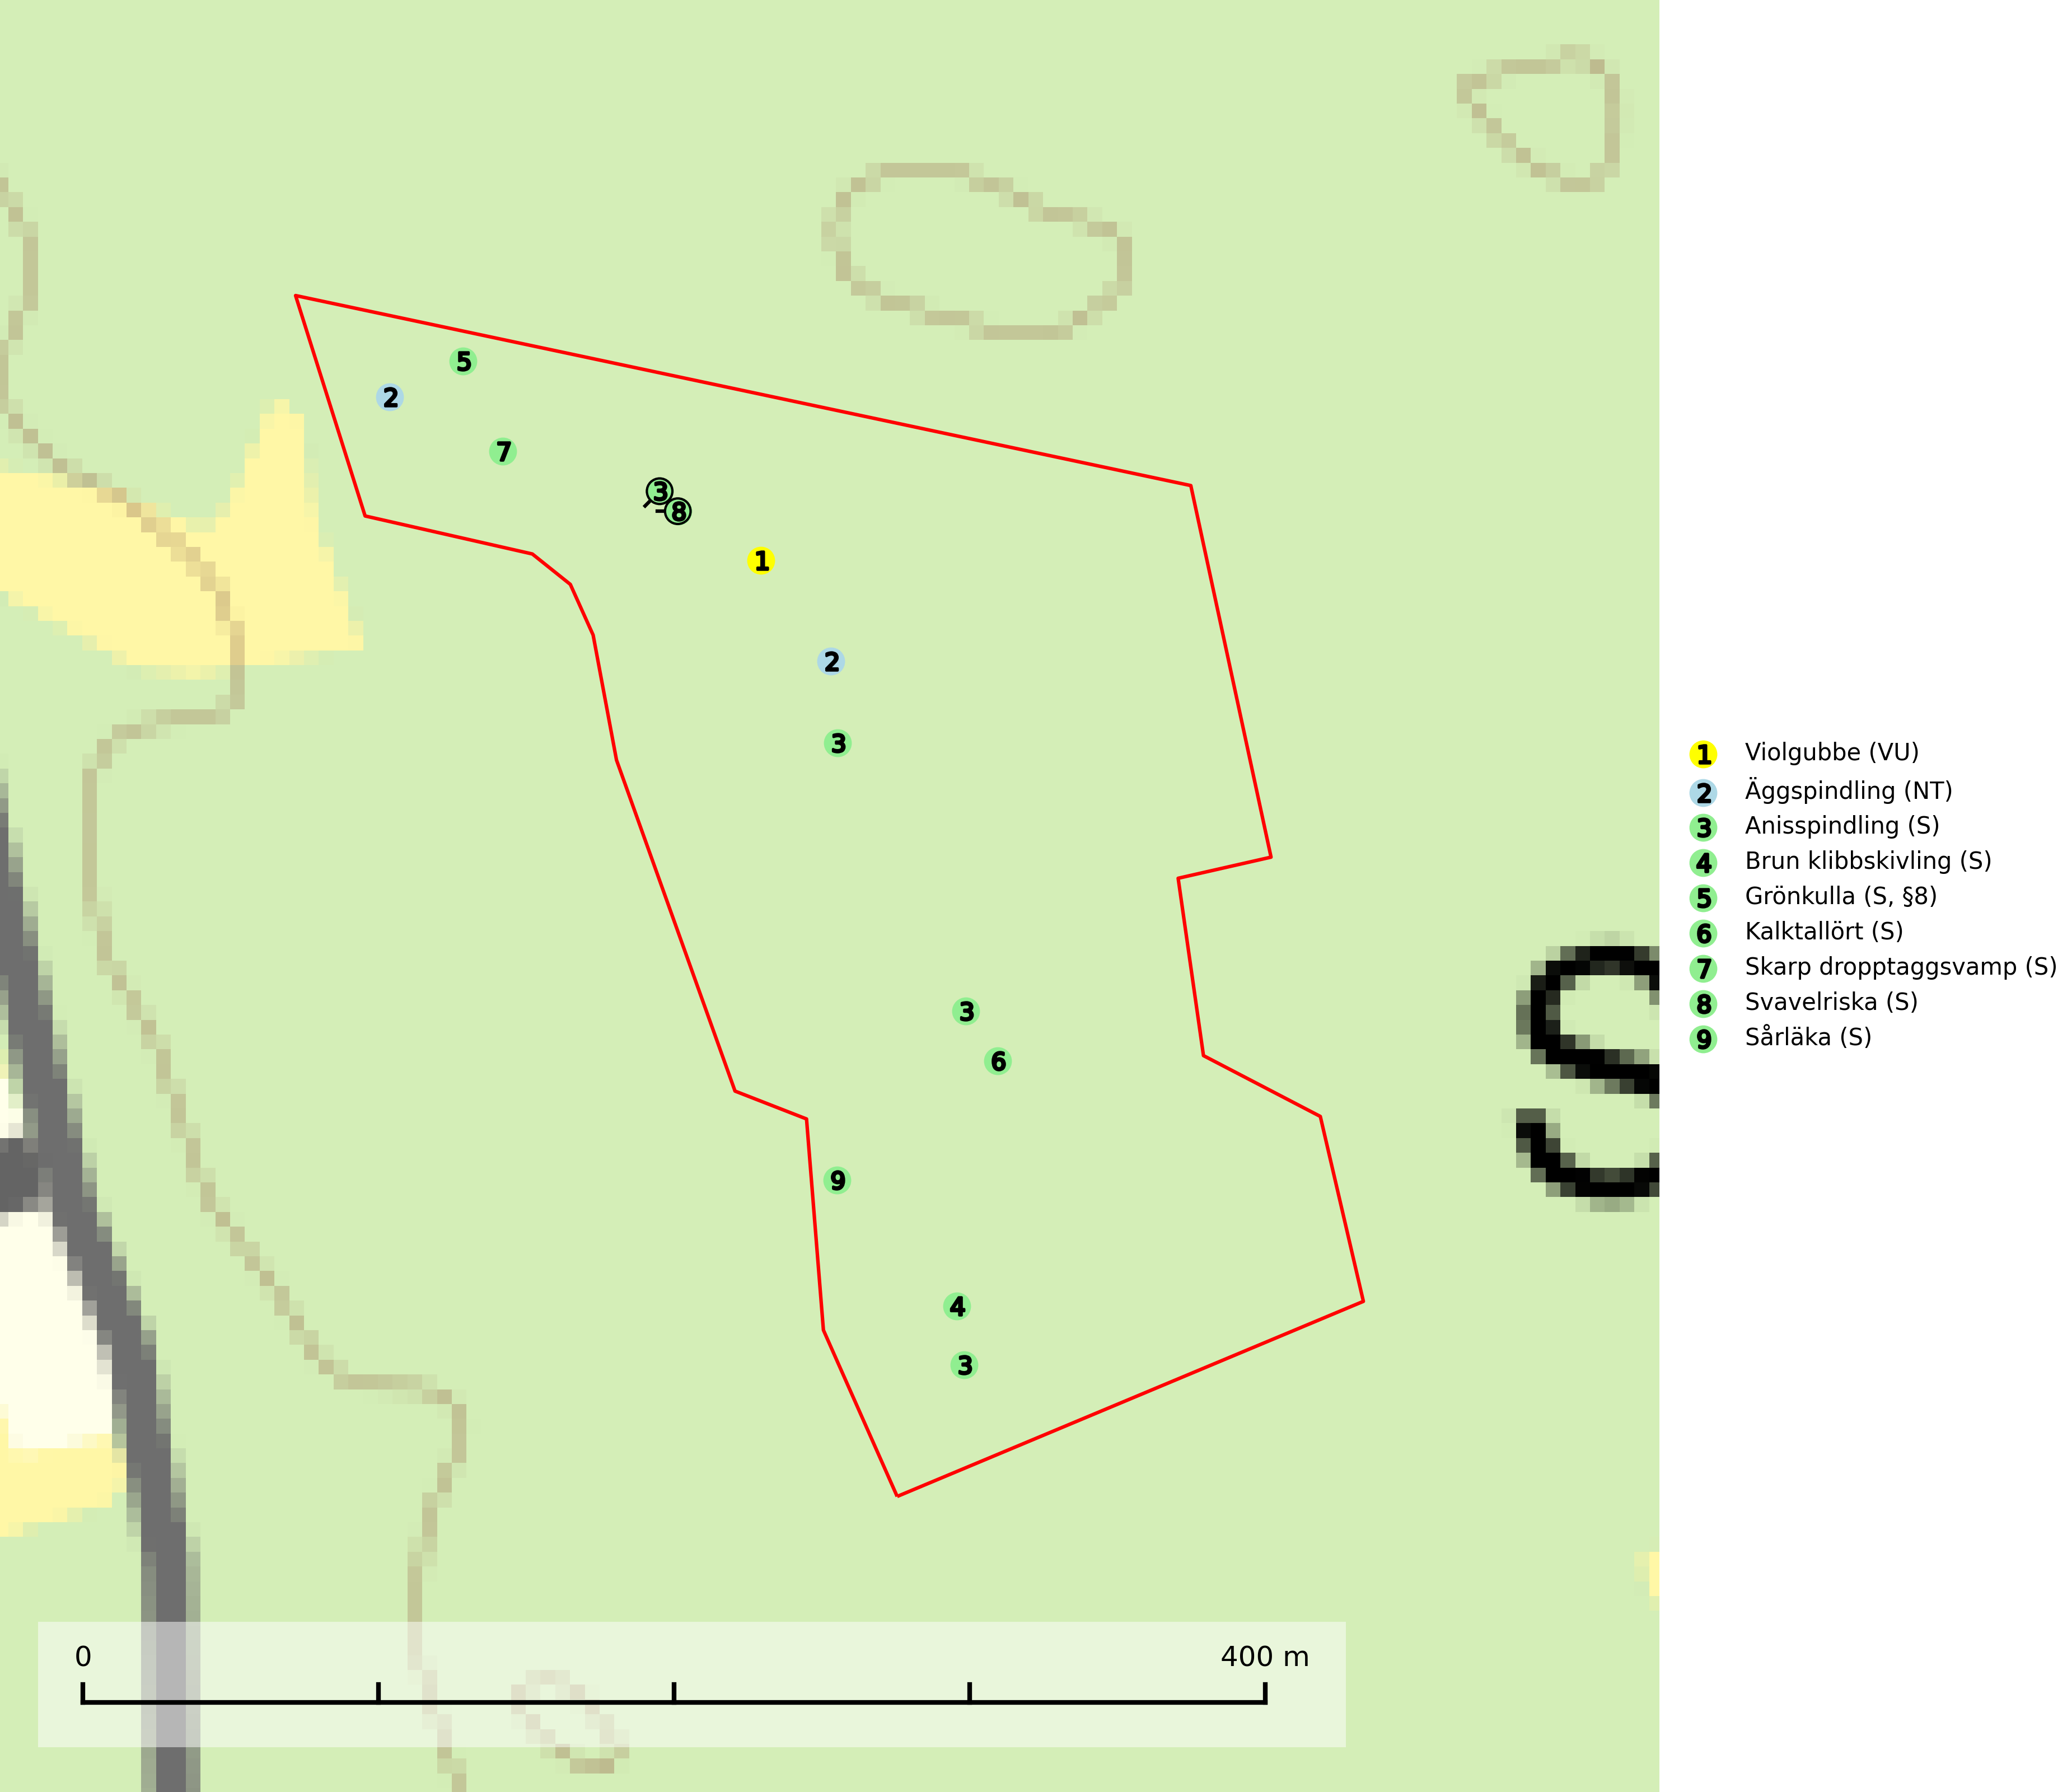 5
2
7
3
8
1
2
3
3
6
9
4
3
S
0
400 m
1 Violgubbe (VU)
2 Äggspindling (NT)
3 Anisspindling (S)
4 Brun klibbskivling (S)
5 Grönkulla (S, §8)
6 Kalktallört (S)
7 Skarp dropptaggsvamp (S)
8 Svavelriska (S)
9 Sårläka (S)